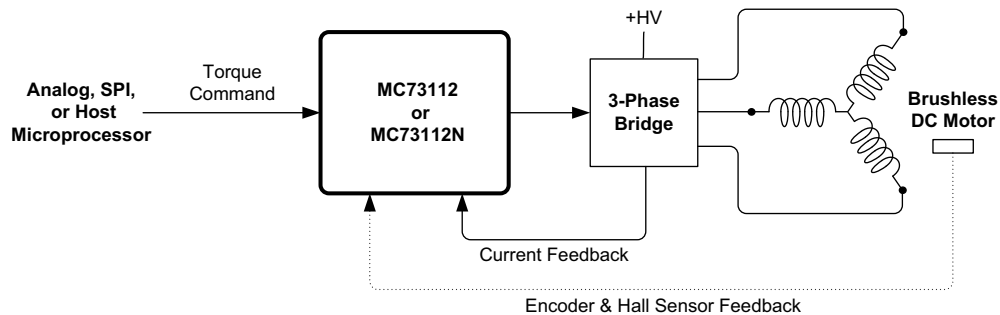 +HV
Analog, SPI,
or Host
Microprocessor
Torque
Command
MC73112
or
MC73112N
3-Phase
Bridge
Brushless
DC Motor
Current Feedback
Encoder & Hall Sensor Feedback